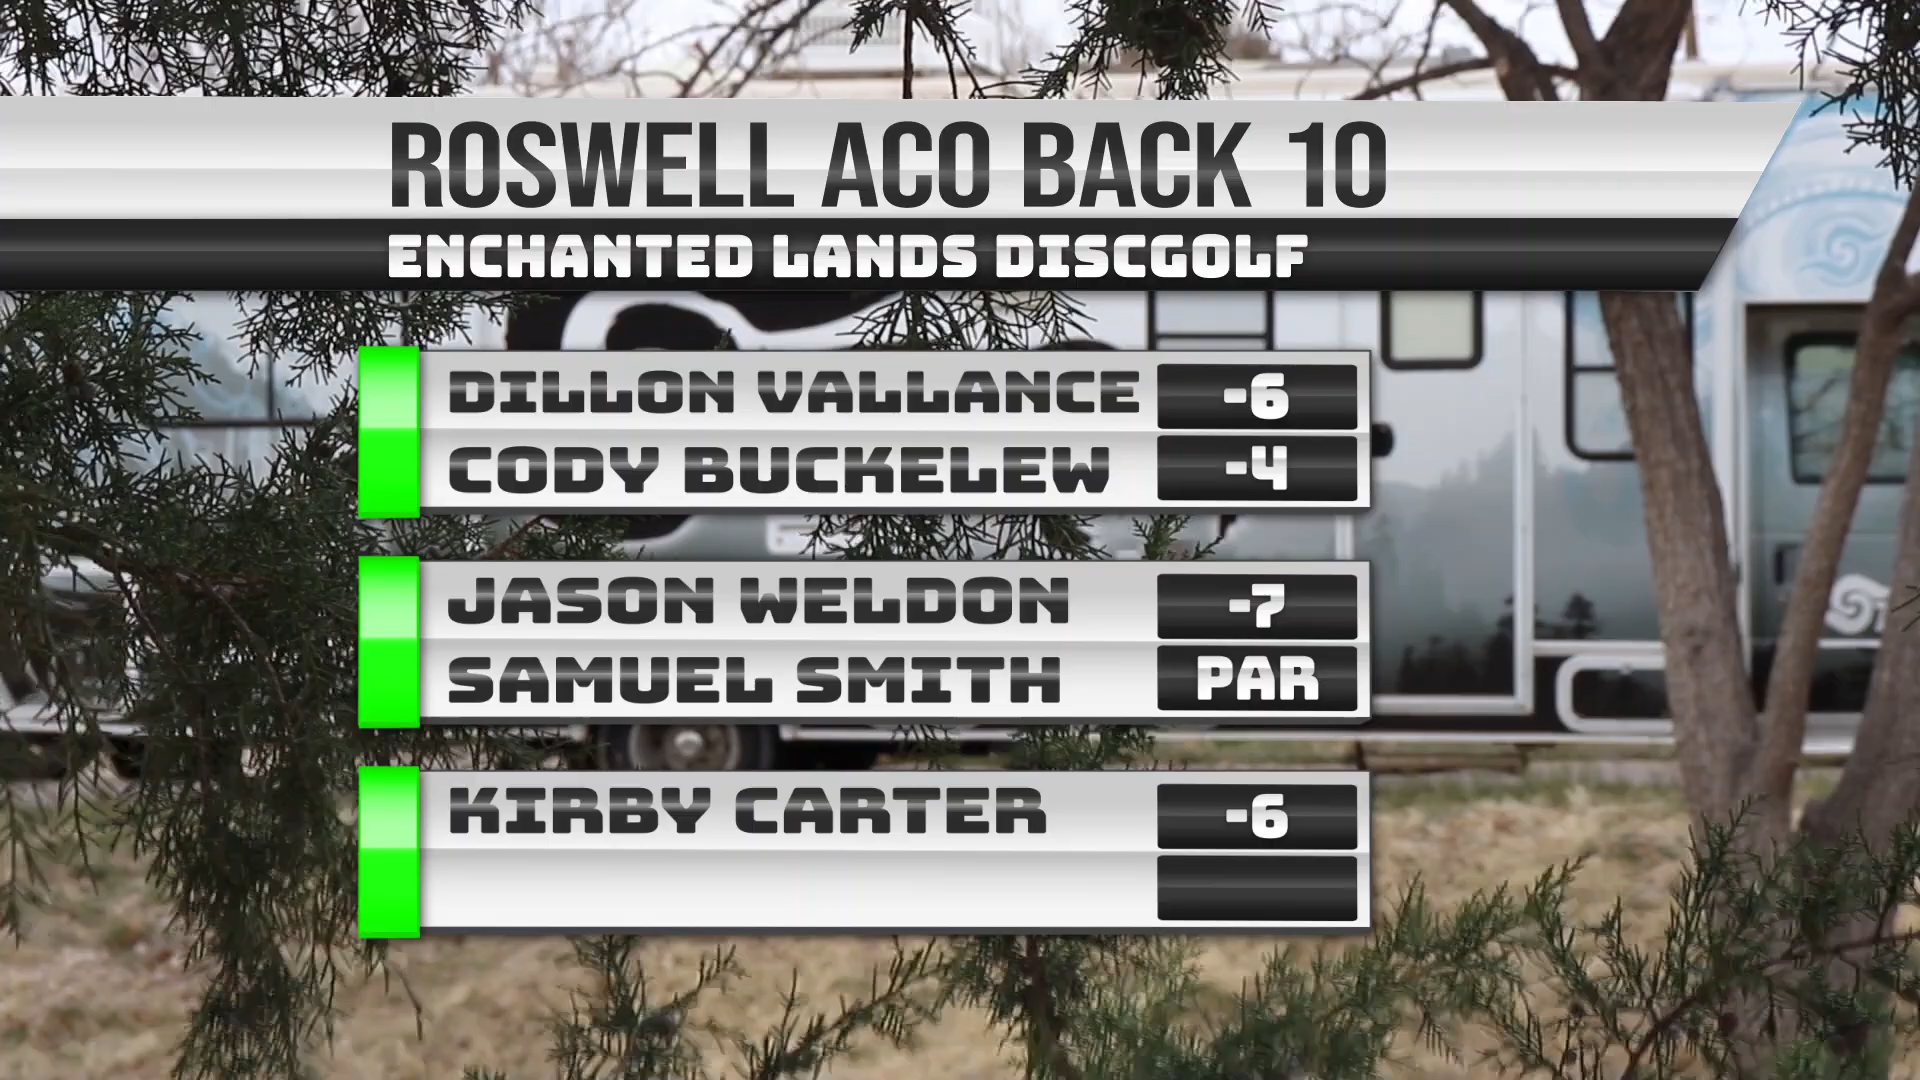 ROSWELL ACO BACK 10
ENCHANTED LANDS DISCGOLF
DILLON VALLANCE -6
CODY BUCKELEW -4
JASON WELDON -7
SAMUEL SMITH PAR
KIRBY CARTER -6